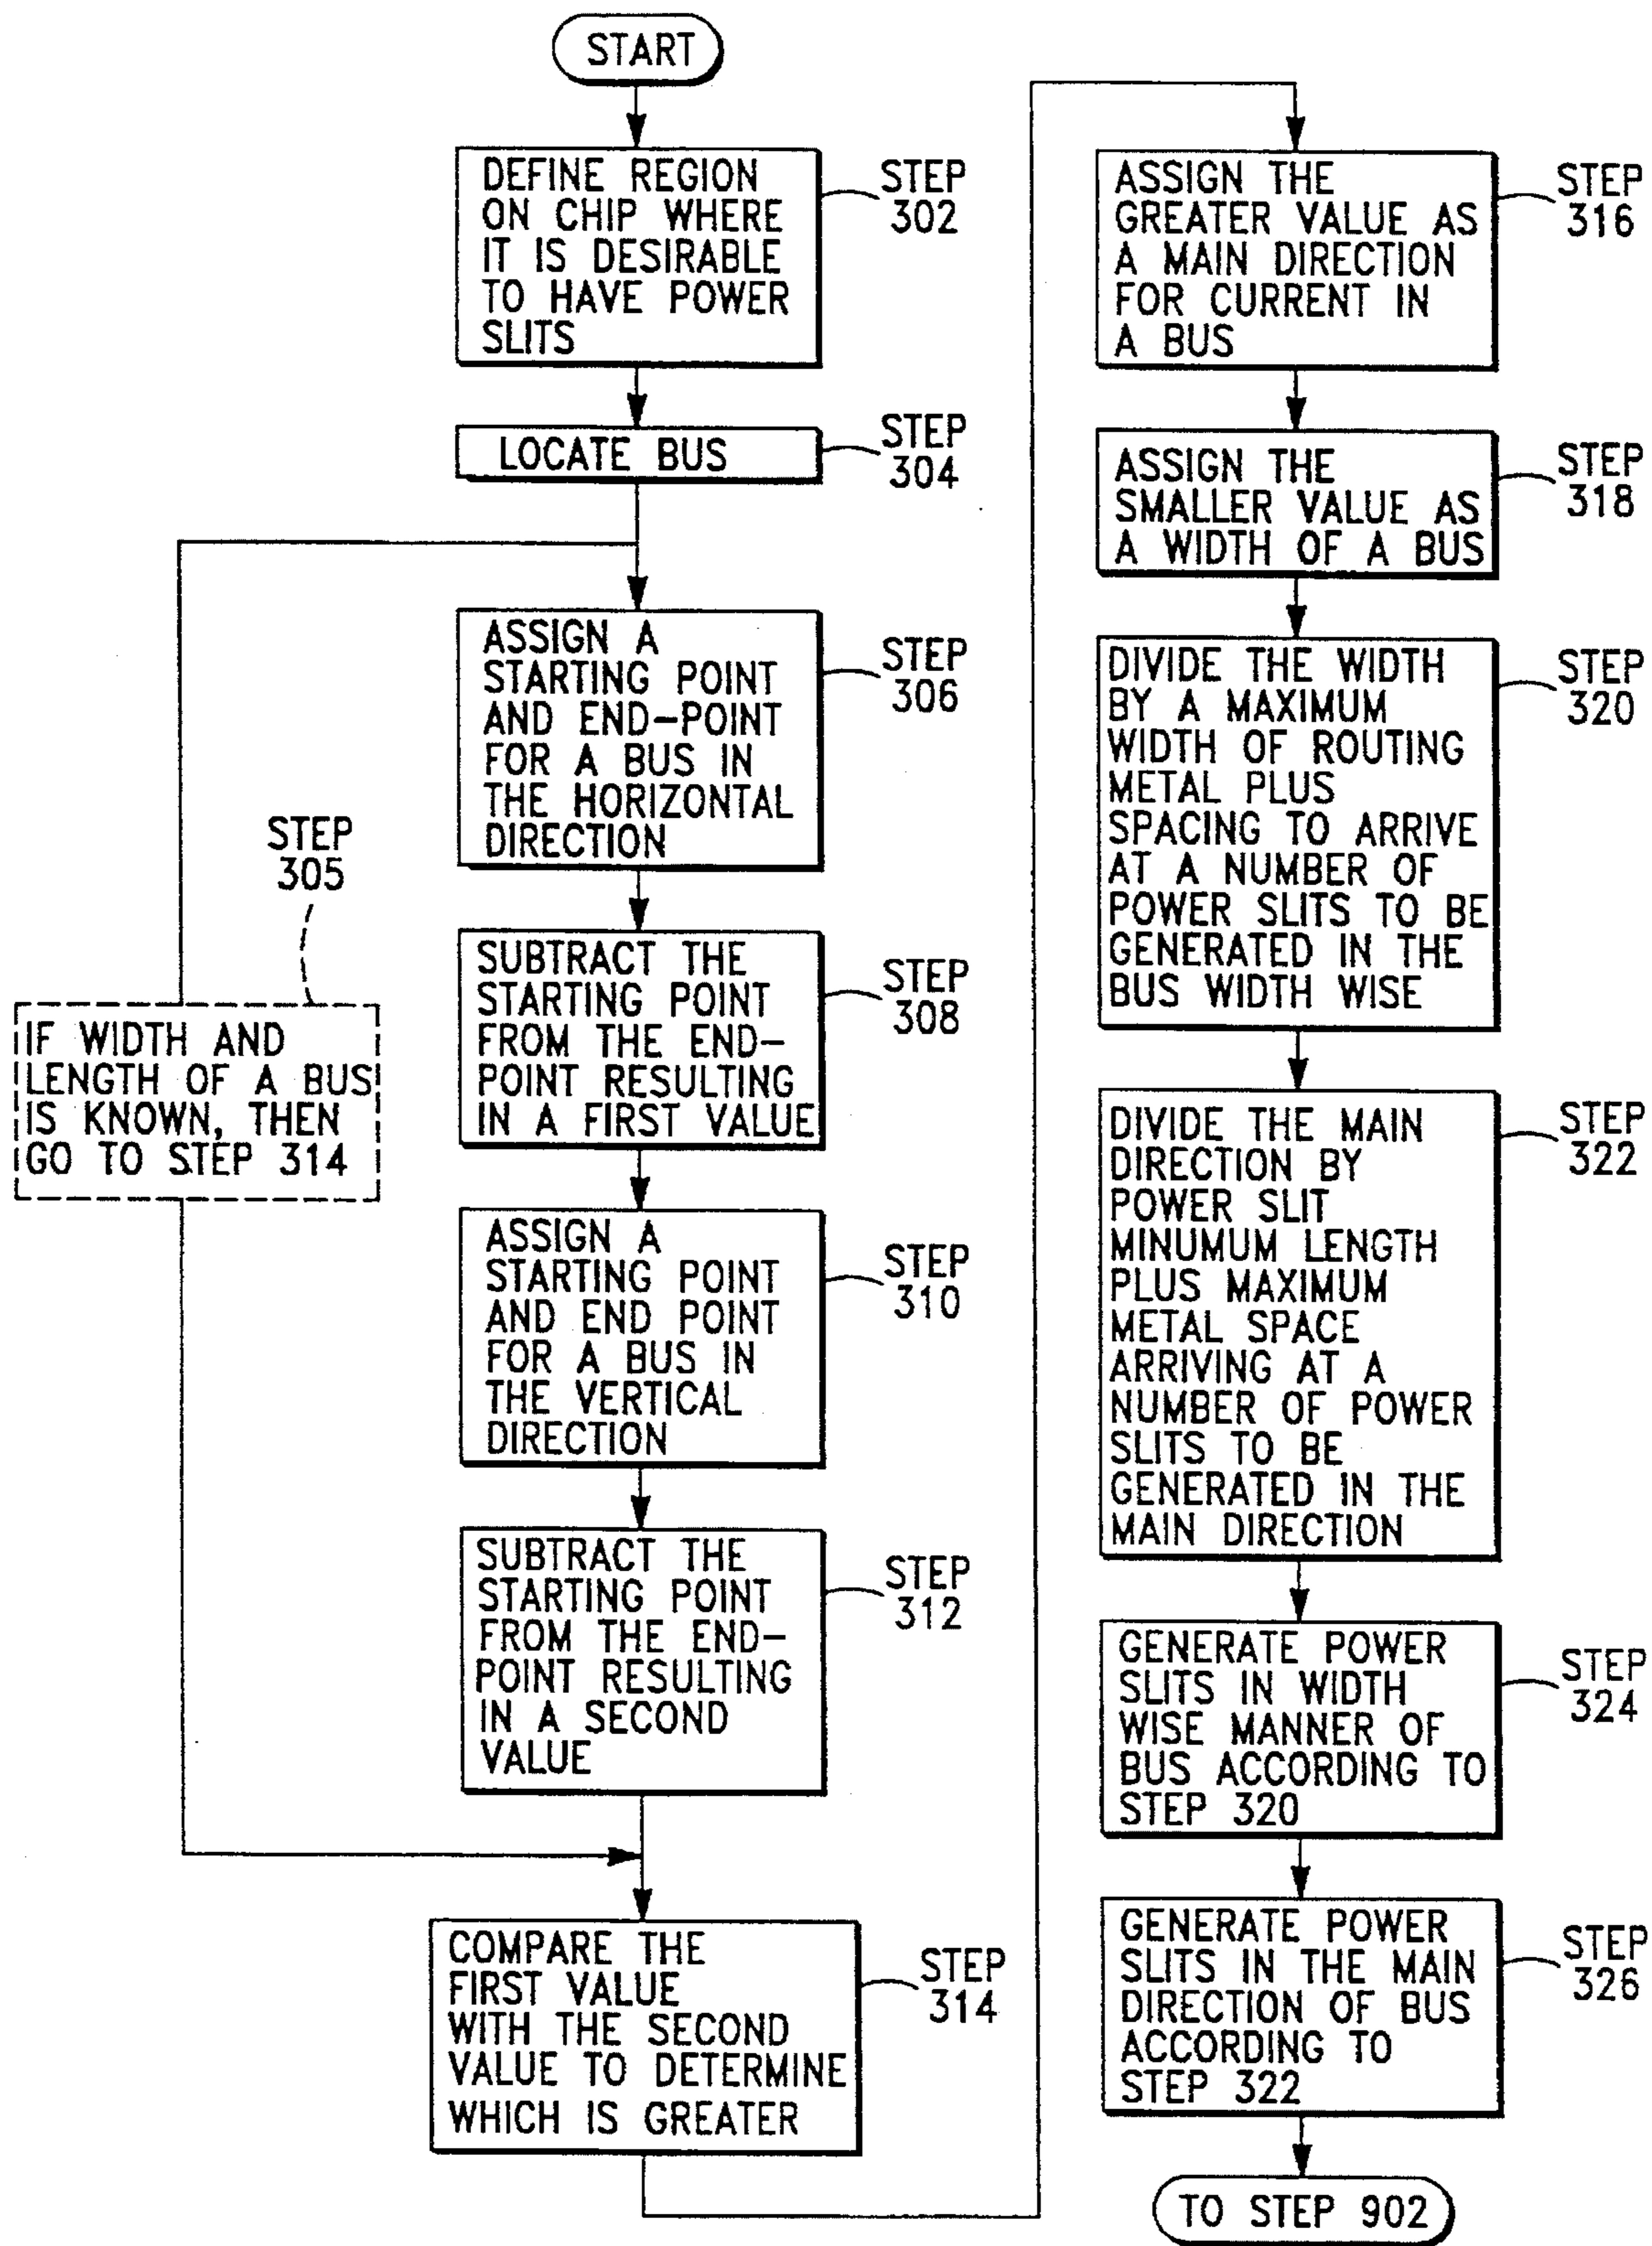 START
DEFINE REGION
ON CHIP WHERE
IT IS DESIRABLE
TO HAVE POWER
SLITS
STEP
302
LOCATE BUS
STEP
304
STEP
305
IF WIDTH AND
LENGTH OF A BUS
IS KNOWN, THEN
GO TO STEP 314
ASSIGN A
STARTING POINT
AND END-POINT
FOR A BUS IN
THE HORIZONTAL
DIRECTION
STEP
306
SUBTRACT THE
STARTING POINT
FROM THE END-
POINT RESULTING
IN A FIRST VALUE
STEP
308
ASSIGN A
STARTING POINT
AND END POINT
FOR A BUS IN
THE VERTICAL
DIRECTION
STEP
310
SUBTRACT THE
STARTING POINT
FROM THE END-
POINT RESULTING
IN A SECOND
VALUE
STEP
312
COMPARE THE
FIRST VALUE
WITH THE SECOND
VALUE TO DETERMINE
WHICH IS GREATER
STEP
314
ASSIGN THE
GREATER VALUE AS
A MAIN DIRECTION
FOR CURRENT IN
A BUS
STEP
316
ASSIGN THE
SMALLER VALUE AS
A WIDTH OF A BUS
STEP
318
DIVIDE THE WIDTH
BY A MAXIMUM
WIDTH OF ROUTING
METAL PLUS
SPACING TO ARRIVE
AT A NUMBER OF
POWER SLITS TO BE
GENERATED IN THE
BUS WIDTH WISE
STEP
320
DIVIDE THE MAIN
DIRECTION BY
POWER SLIT
MINUMUM LENGTH
PLUS MAXIMUM
METAL SPACE
ARRIVING AT A
NUMBER OF POWER
SLITS TO BE
GENERATED IN THE
MAIN DIRECTION
STEP
322
GENERATE POWER
SLITS IN WIDTH
WISE MANNER OF
BUS ACCORDING TO
STEP 320
STEP
324
GENERATE POWER
SLITS IN THE MAIN
DIRECTION OF BUS
ACCORDING TO
STEP 322
STEP
326
TO STEP 902